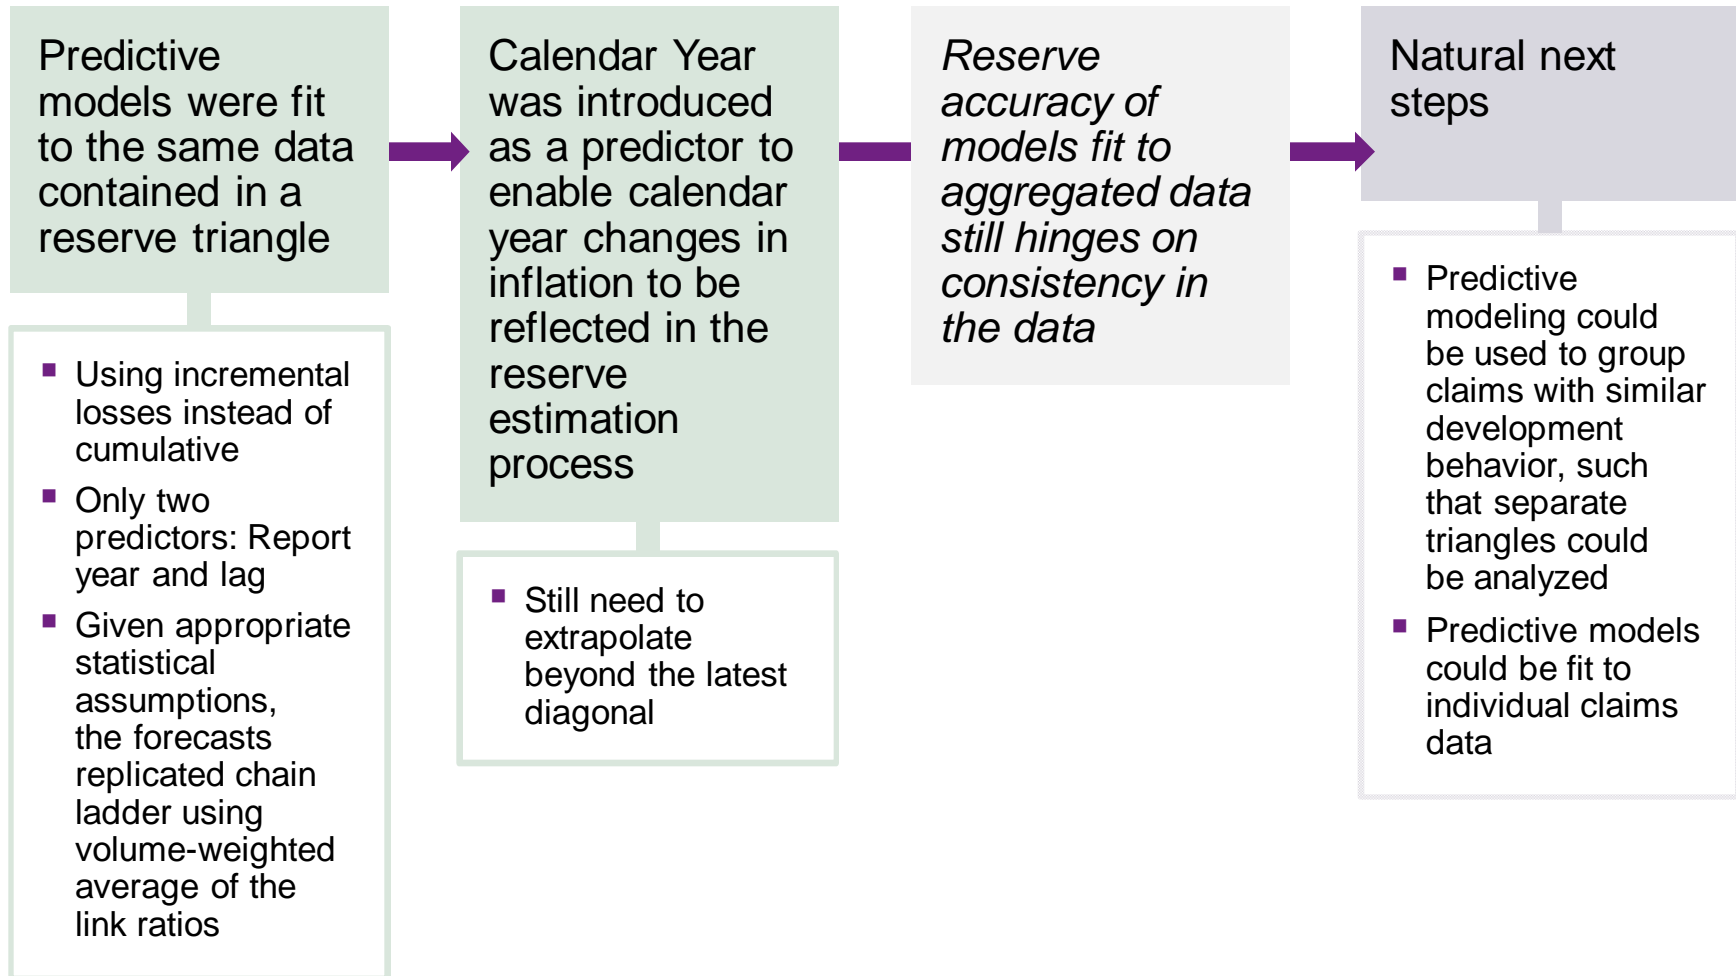 Predictive
models were fit
to the same data
contained in a
reserve triangle
Using incremental
losses instead of
cumulative
Only two
predictors: Report
year and lag
Given appropriate
statistical
assumptions,
the forecasts
replicated chain
ladder using
volume-weighted
average of the
link ratios
Calendar Year
was introduced
as a predictor to
enable calendar
year changes in
inflation to be
reflected in the
reserve
estimation
process
Still need to
extrapolate
beyond the latest
diagonal
Reserve
accuracy of
models fit to
aggregated data
still hinges on
consistency in
the data
Natural next
steps
Predictive
modeling could
be used to group
claims with similar
development
behavior, such
that separate
triangles could
be analyzed
Predictive models
could be fit to
individual claims
data